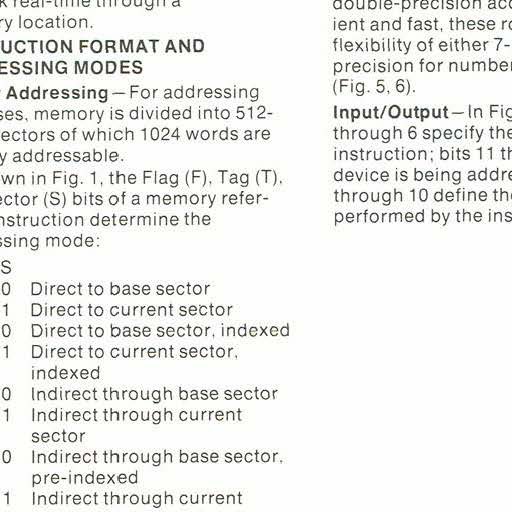 k real-time through a
ry location.
UCTION FORMAT AND
ESSING MODES
Addressing — For addressing
ses, memory is divided into 512-
ectors of which 1024 words are
y addressable.
wn in Fig. 1, the Flag (F), Tag (T),
ector (S) bits of a memory refer-
nstruction determine the
ssing mode:
S
0 Direct to base sector
1 Direct to current sector
0 Direct to base sector, indexed
1 Direct to current sector,
indexed
0 Indirect through base sector
1 Indirect through current
sector
0 Indirect through base sector,
pre-indexed
1 Indirect through current
double-precision acc
ient and fast, these ro
flexibility of either 7-
precision for number
(Fig. 5, 6).
Input/Output — In Fig
through 6 specify the
instruction; bits 11 th
device is being addre
through 10 define the
performed by the ins